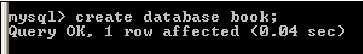 mysql> create database book;
Query OK, 1 row affected (0.04 sec)